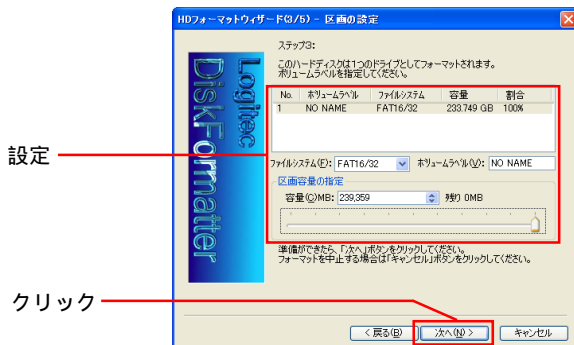 HDフォーマットウィザード(3/5) - 区画の設定
Logitec
DiskFormatter
ステップ3:
このハードディスクは1つのドライブとしてフォーマットされます。
ボリュームラベルを指定してください。
No. ボリュームラベル ファイルシステム 容量 割合
1 NO NAME FAT16/32 233.749 GB 100%
設定
ファイルシステム(F): FAT16/32 ボリュームラベル(V): NO NAME
区画容量の指定
容量(C)MB: 239,359 残り 0MB
準備ができたら、「次へ」ボタンをクリックしてください。
フォーマットを中止する場合は「キャンセル」ボタンをクリックしてください。
クリック
< 戻る(B) 次へ(N) > キャンセル